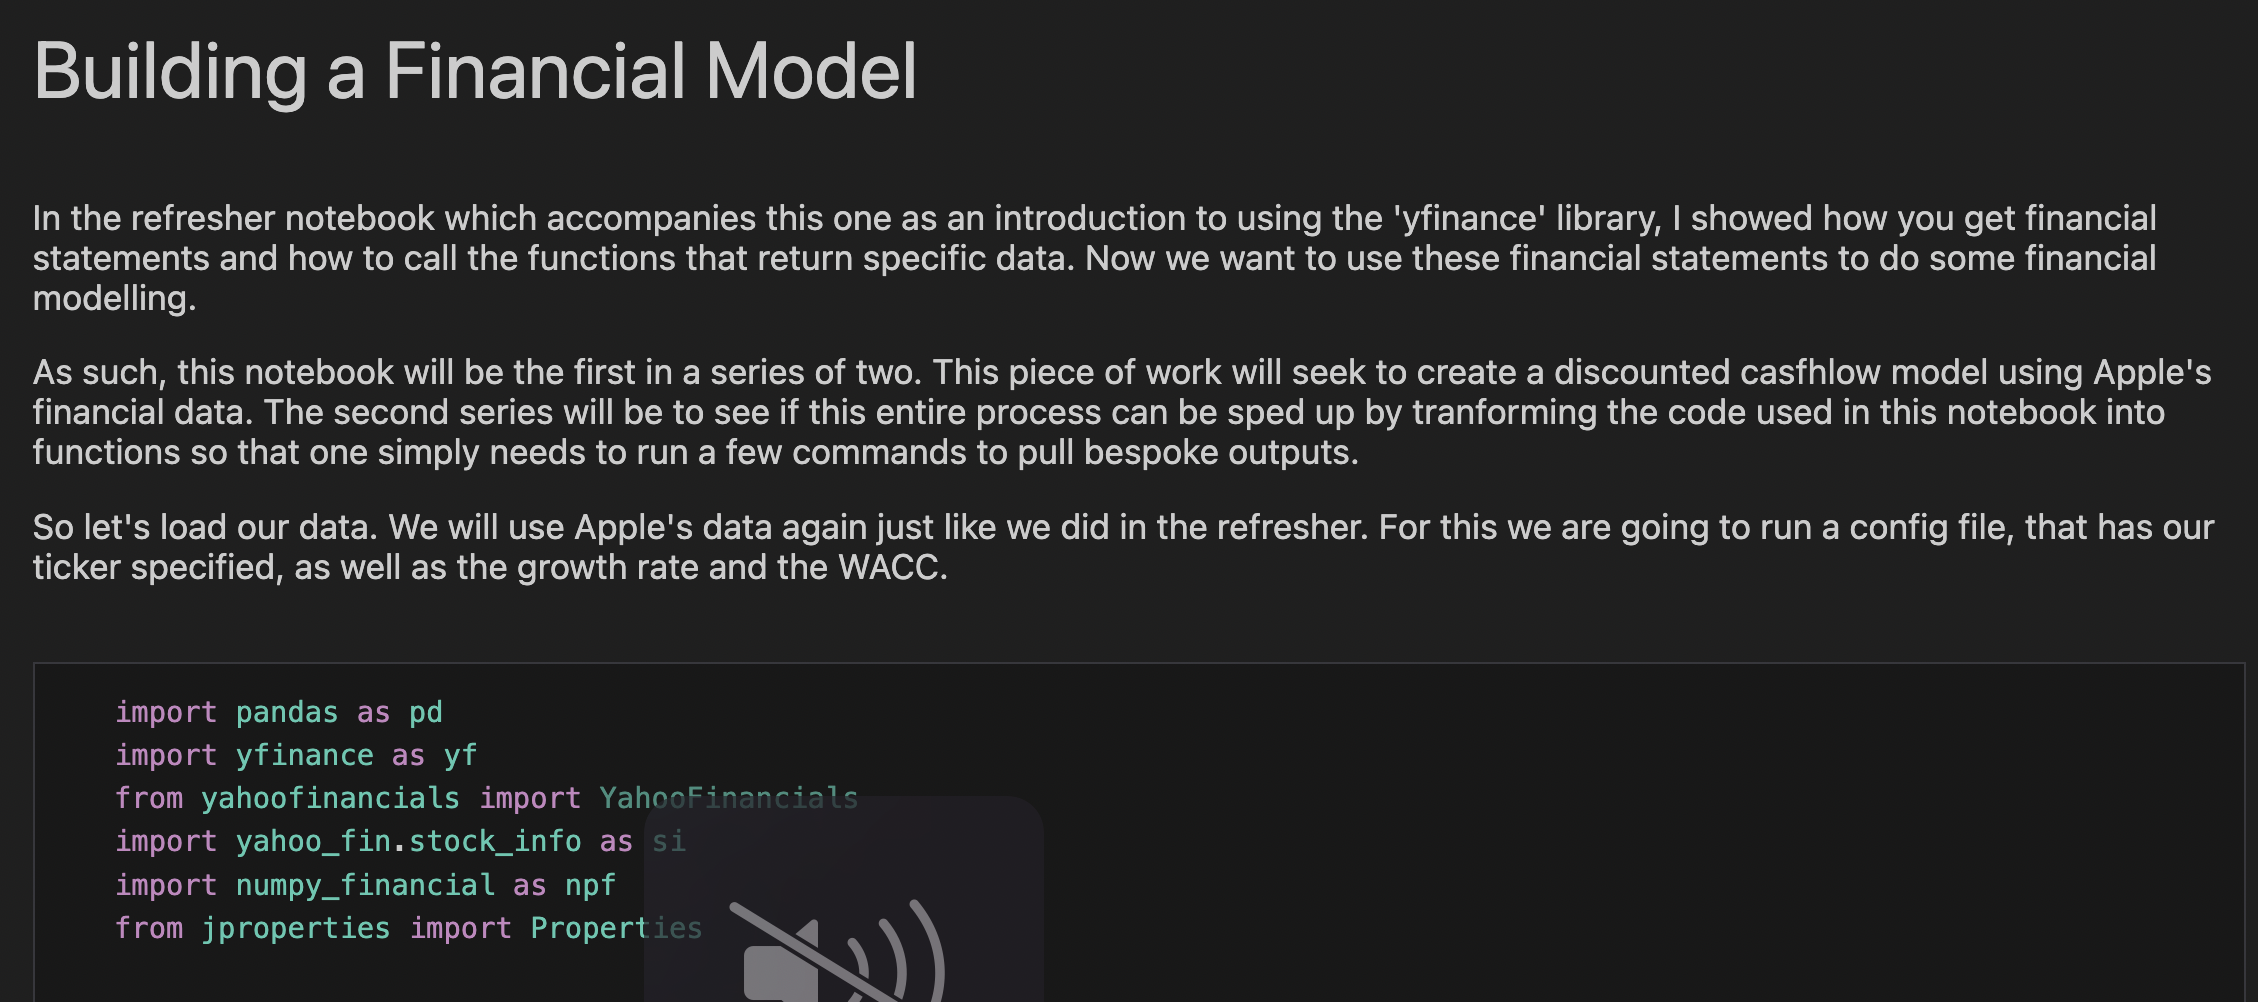 Building a Financial Model
In the refresher notebook which accompanies this one as an introduction to using the 'yfinance' library, I showed how you get financial
statements and how to call the functions that return specific data. Now we want to use these financial statements to do some financial
modelling.
As such, this notebook will be the first in a series of two. This piece of work will seek to create a discounted casfhlow model using Apple's
financial data. The second series will be to see if this entire process can be sped up by tranforming the code used in this notebook into
functions so that one simply needs to run a few commands to pull bespoke outputs.
So let's load our data. We will use Apple's data again just like we did in the refresher. For this we are going to run a config file, that has our
ticker specified, as well as the growth rate and the WACC.
import pandas as pd
import yfinance as yf
from yahoofinancials import YahooFinancials
import yahoo_fin.stock_info as si
import numpy_financial as npf
from jproperties import Properties